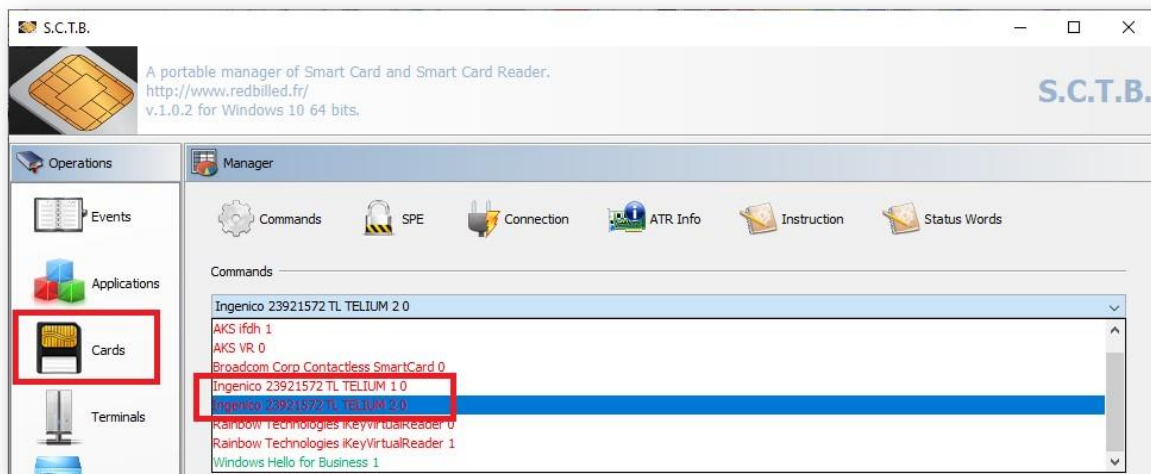 S.C.T.B.
A portable manager of Smart Card and Smart Card Reader.
http://www.redbilled.fr/
v.1.0.2 for Windows 10 64 bits.
S.C.T.B.
Operations
Manager
Events
Commands
SPE
Connection
ATR Info
Instruction
Status Words
Applications
Commands
Ingenico 23921572 TL TELIUM 2 0
AKS ifdh 1
AKS VR 0
Cards
Broadcom Corp Contactless SmartCard 0
Ingenico 23921572 TL TELIUM 1 0
Ingenico 23921572 TL TELIUM 2 0
Terminals
Rainbow Technologies iKeyVirtualReader 0
Rainbow Technologies iKeyVirtualReader 1
Windows Hello for Business 1